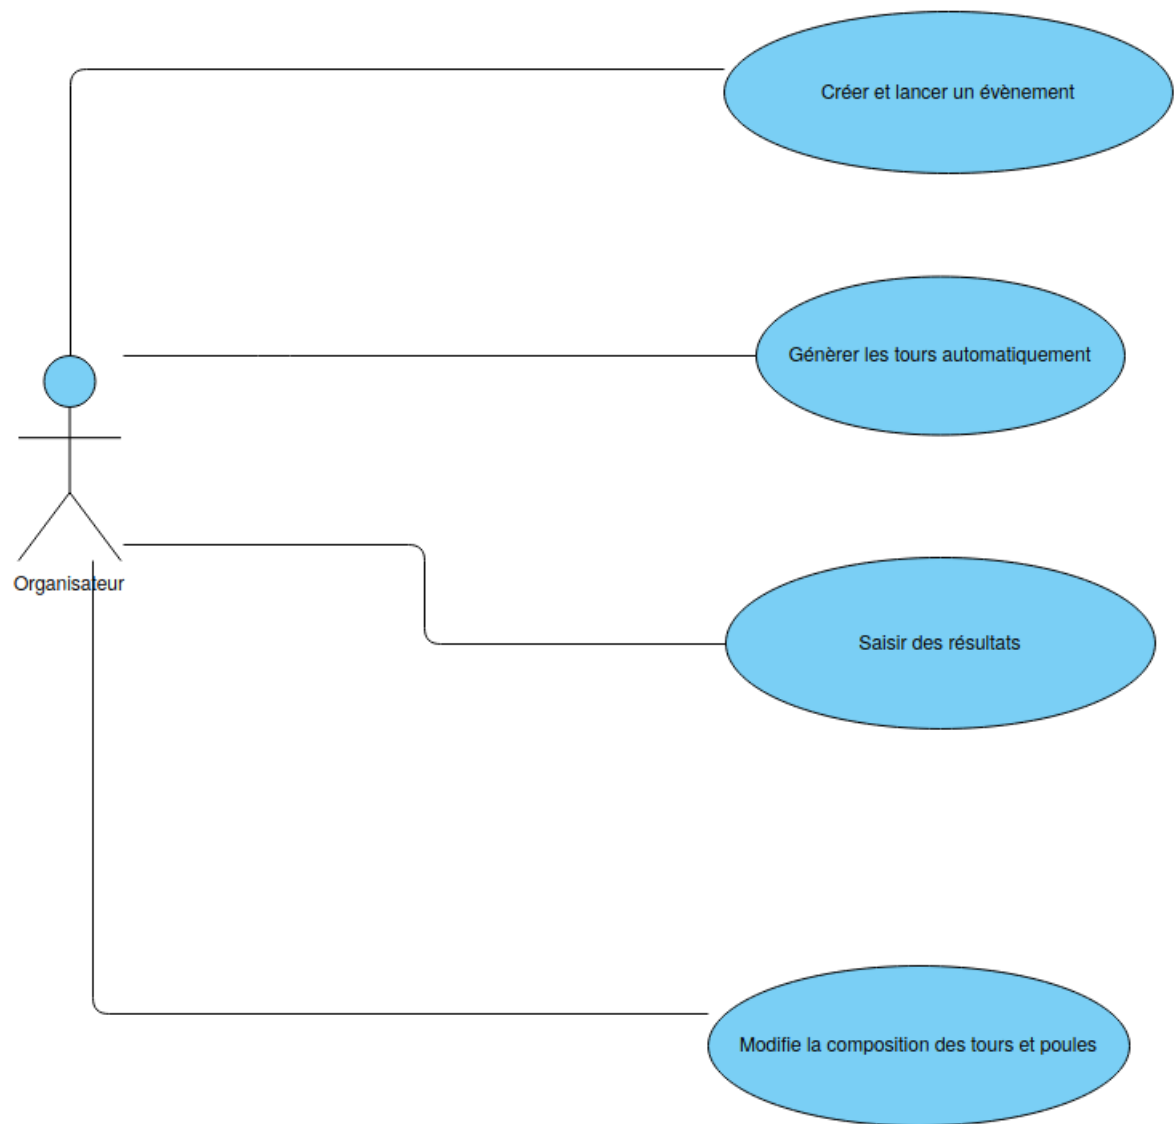 Créer et lancer un évènement
Génèrer les tours automatiquement
Organisateur
Saisir des résultats
Modifie la composition des tours et poules